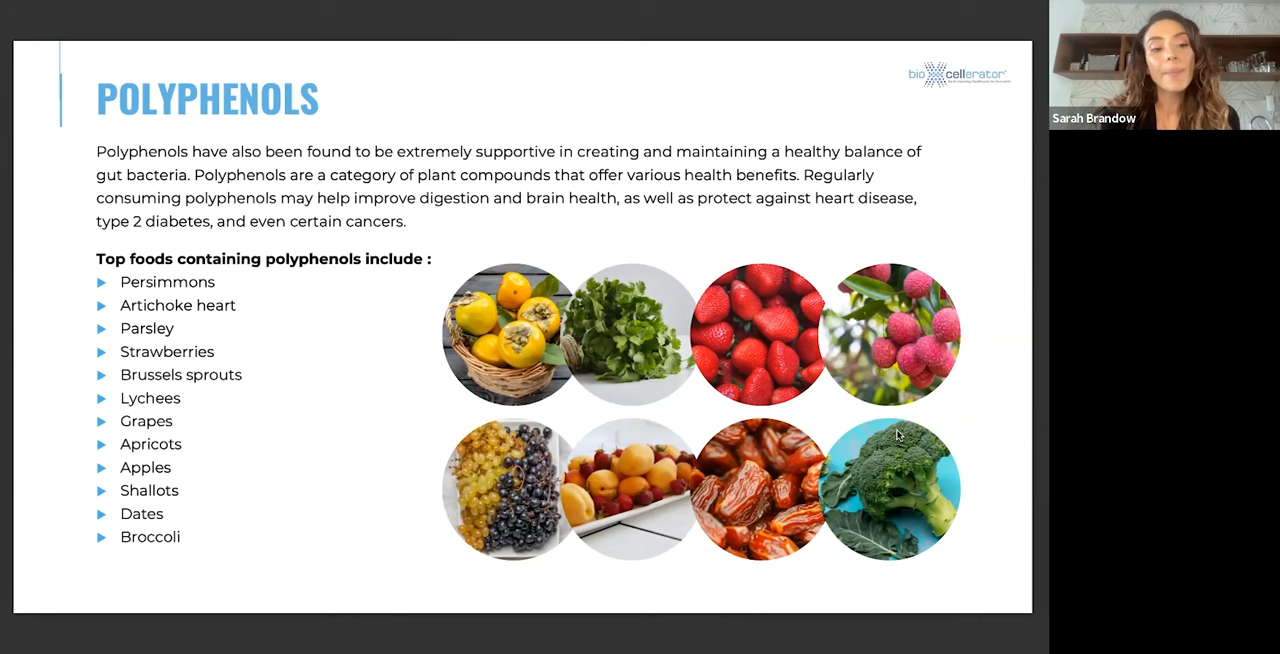 POLYPHENOLS
bio cellerator
Polyphenols have also been found to be extremely supportive in creating and maintaining a healthy balance of
gut bacteria. Polyphenols are a category of plant compounds that offer various health benefits. Regularly
consuming polyphenols may help improve digestion and brain health, as well as protect against heart disease,
type 2 diabetes, and even certain cancers.
Top foods containing polyphenols include :
Persimmons
Artichoke heart
Parsley
Strawberries
Brussels sprouts
Lychees
Grapes
Apricots
Apples
Shallots
Dates
Broccoli
Sarah Brandow